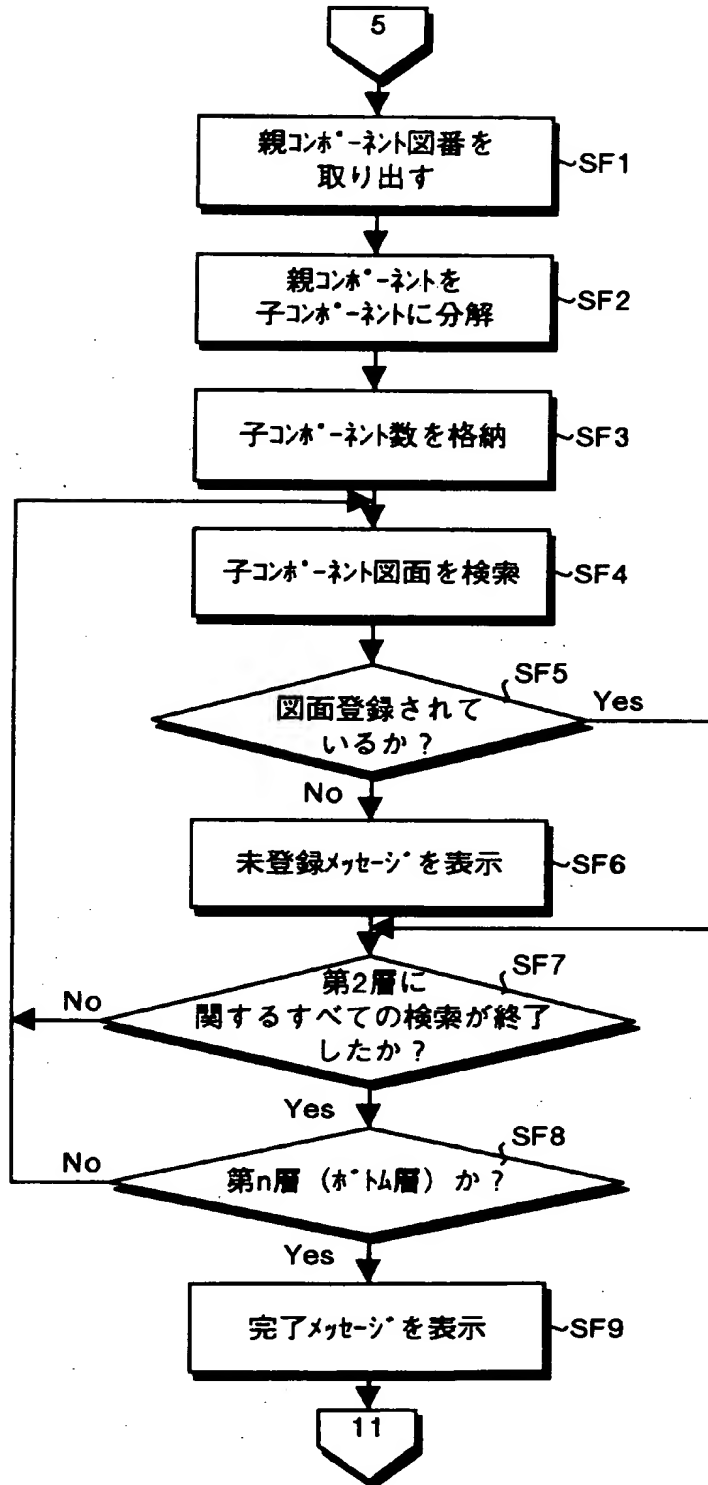 5
親コンポーネント図番を
取り出す
SF1
親コンポーネントを
子コンポーネントに分解
SF2
子コンポーネント数を格納
SF3
子コンポーネント図面を検索
SF4
SF5
図面登録されて
いるか？
Yes
No
未登録メッセージを表示
SF6
SF7
第2層に
関するすべての検索が終了
したか？
No
Yes
SF8
第n層（ボトム層）か？
No
Yes
完了メッセージを表示
SF9
11